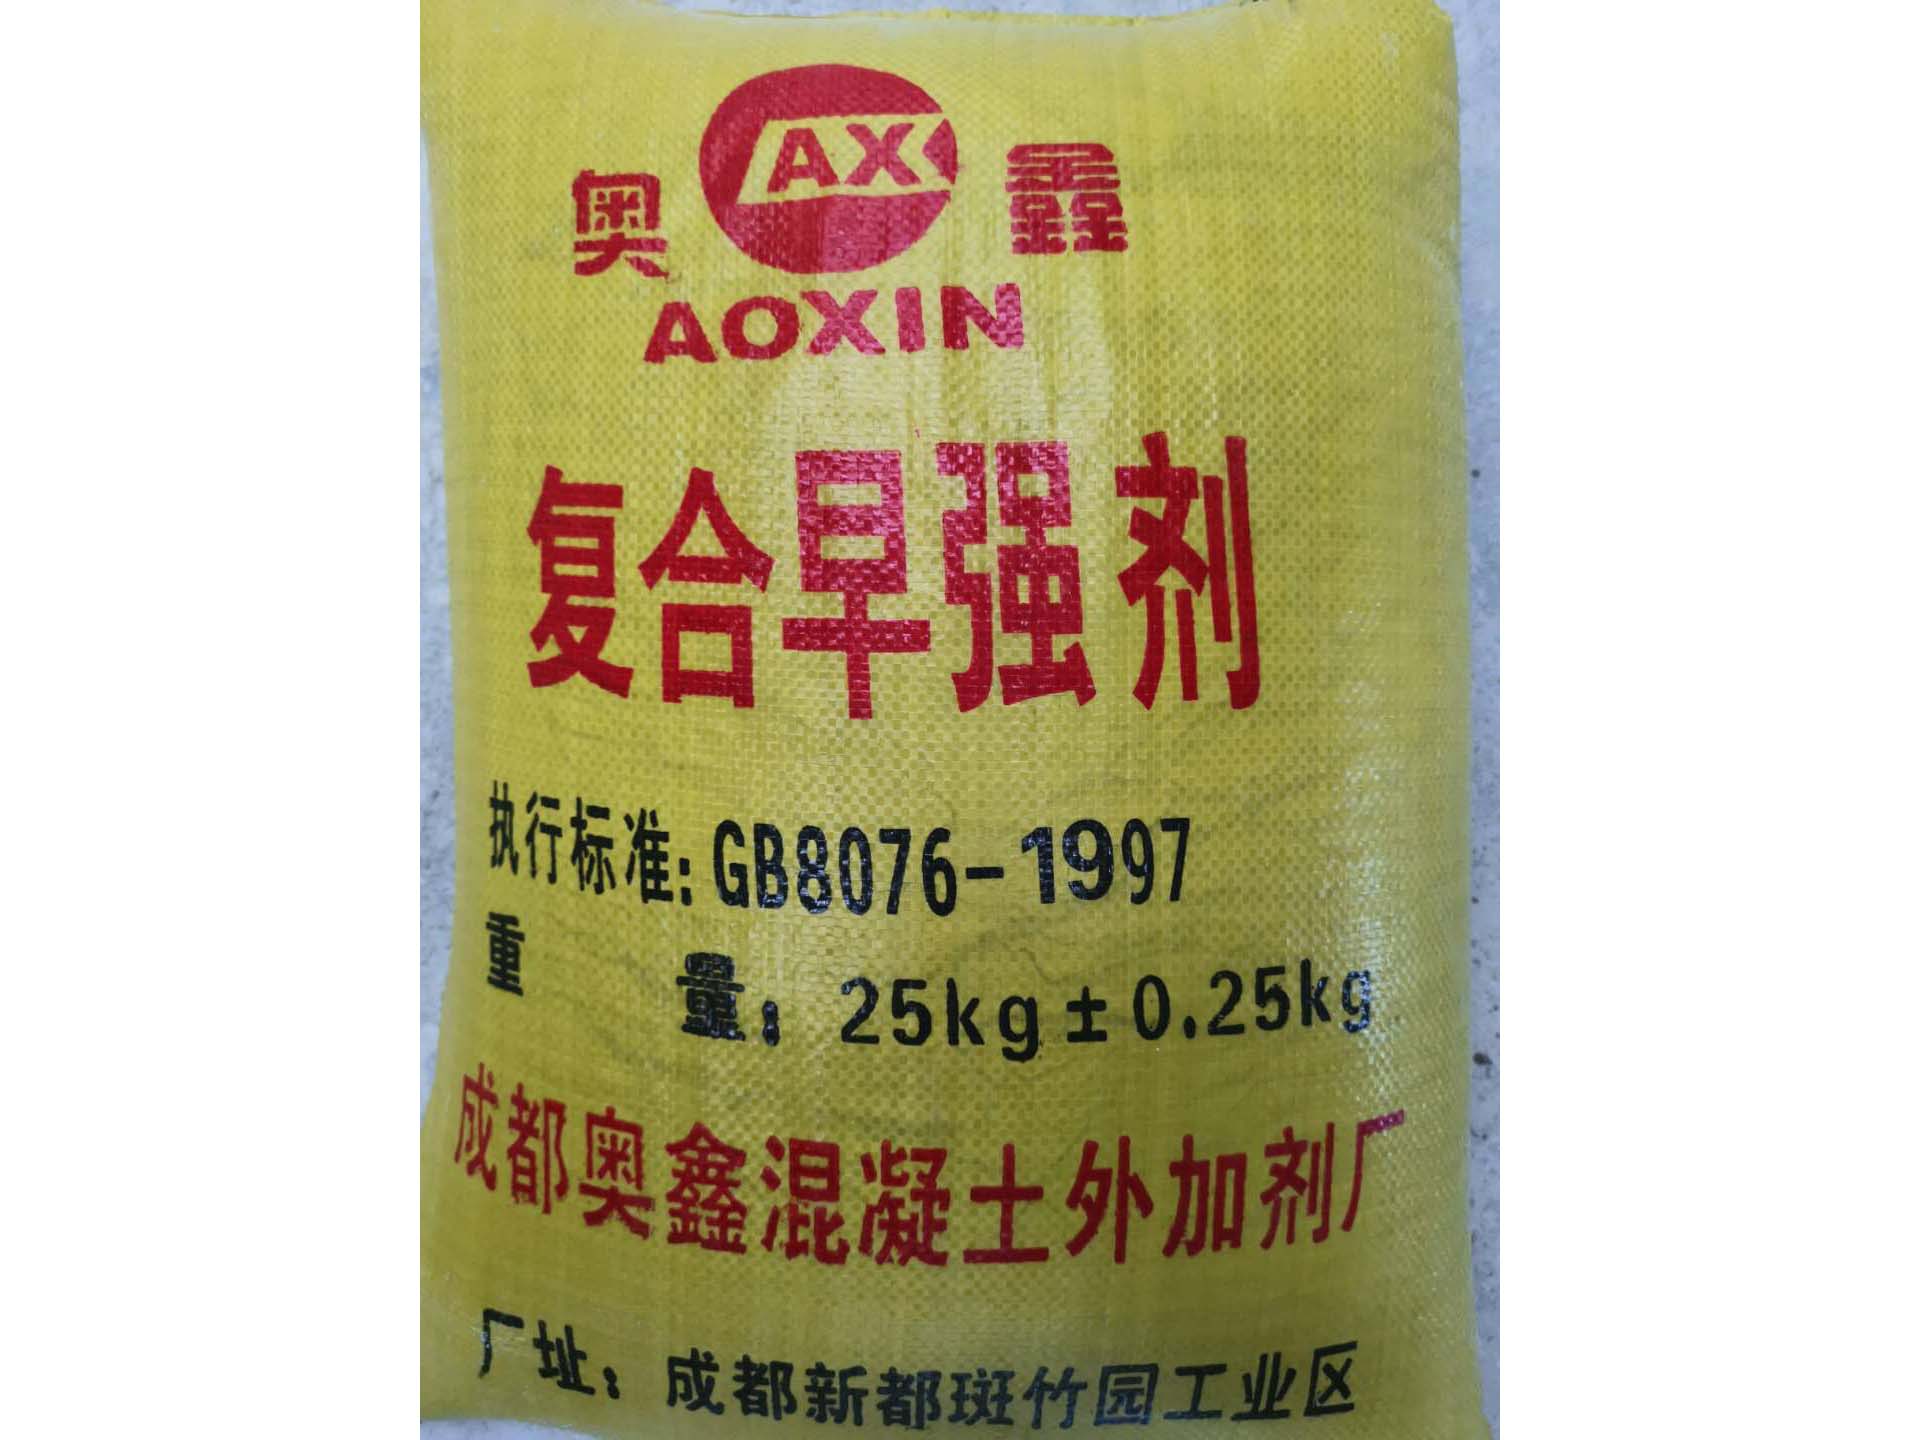 AX
奥 鑫
AOXIN
复合早强剂
执行标准:GB8076-1997
重 量:25kg±0.25kg
成都奥鑫混凝土外加剂厂
厂址:成都新都斑竹园工业区